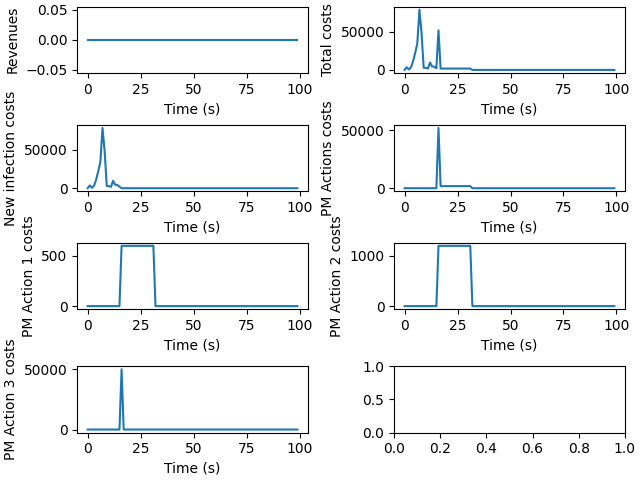 Revenues
0.05
0.00
−0.05
0 25 50 75 100
Time (s)
Total costs
50000
0
0 25 50 75 100
Time (s)
New infection costs
50000
0
0 25 50 75 100
Time (s)
PM Actions costs
50000
0
0 25 50 75 100
Time (s)
PM Action 1 costs
500
0
0 25 50 75 100
Time (s)
PM Action 2 costs
1000
0
0 25 50 75 100
Time (s)
PM Action 3 costs
50000
0
0 25 50 75 100
Time (s)
1.0
0.5
0.0
0.0 0.2 0.4 0.6 0.8 1.0